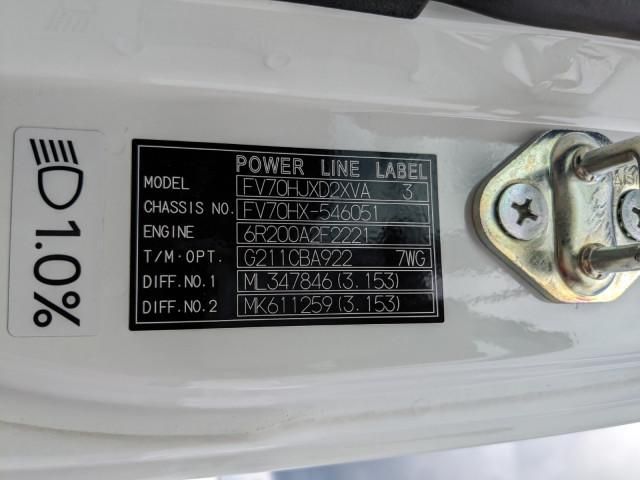 POWER LINE LABEL
MODEL FV70HJXD2XVA 3
CHASSIS NO. FV70HX-546051
ENGINE 6R200A2F2221
T/M·OPT. G211CBA922 7WG
DIFF.NO.1 ML347846(3.153)
DIFF.NO.2 MK611259(3.153)
1.0%